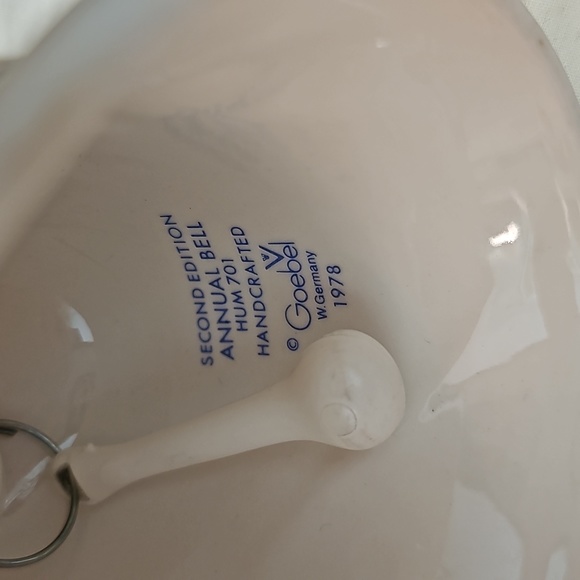 SECOND EDITION
ANNUAL BELL
HUM 701
HANDCRAFTED
© Goebel
W.Germany
1978